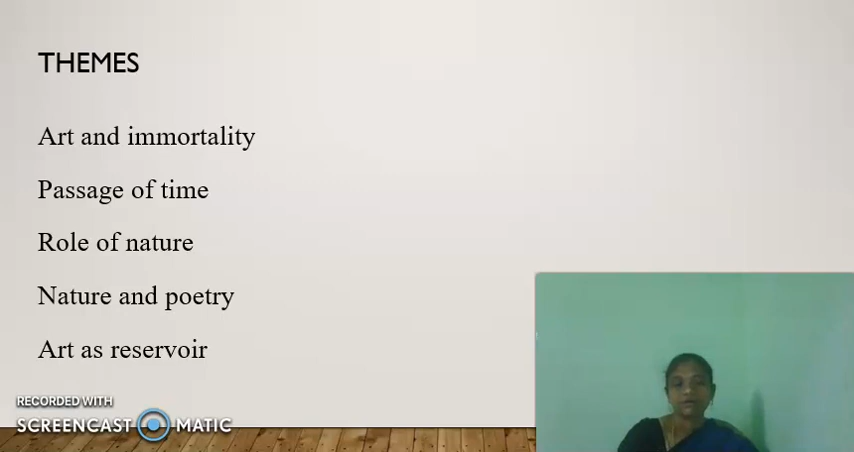 THEMES
Art and immortality
Passage of time
Role of nature
Nature and poetry
Art as reservoir
RECORDED WITH
SCREENCAST MATIC